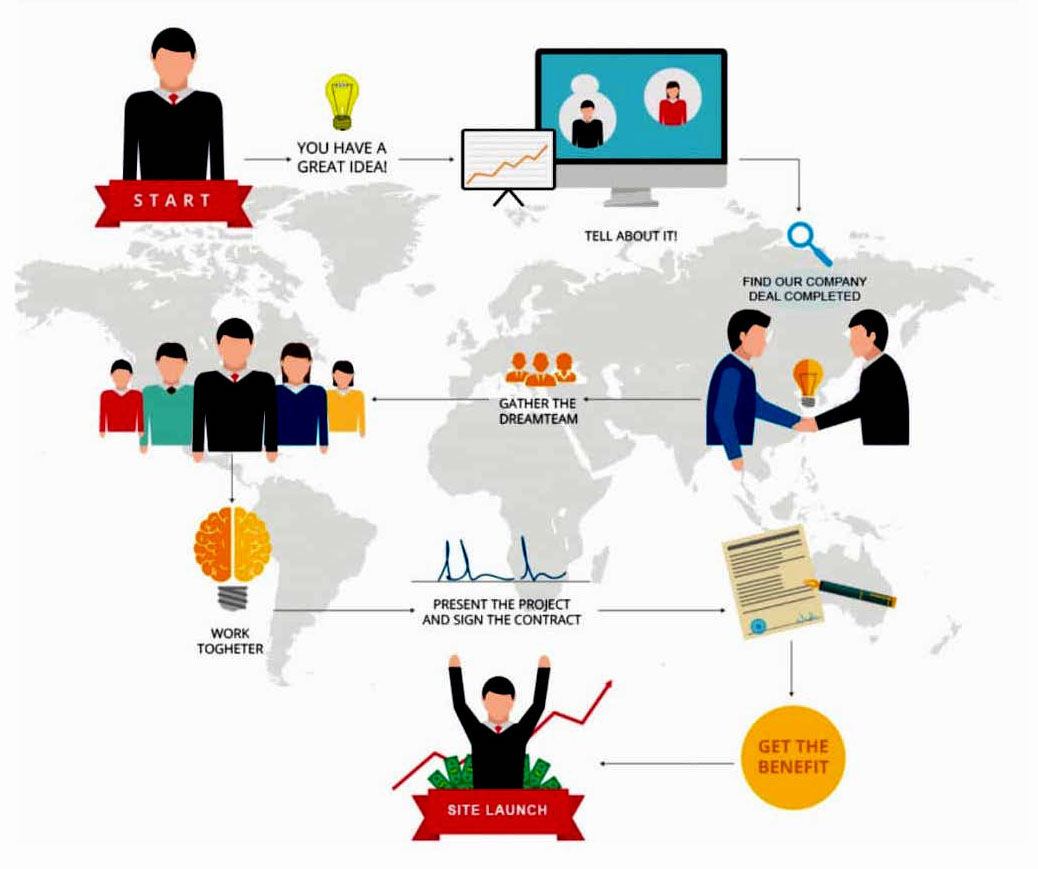 START
YOU HAVE A
GREAT IDEA!
TELL ABOUT IT!
FIND OUR COMPANY
DEAL COMPLETED
GATHER THE
DREAMTEAM
WORK
TOGHETER
PRESENT THE PROJECT
AND SIGN THE CONTRACT
GET THE
BENEFIT
SITE LAUNCH